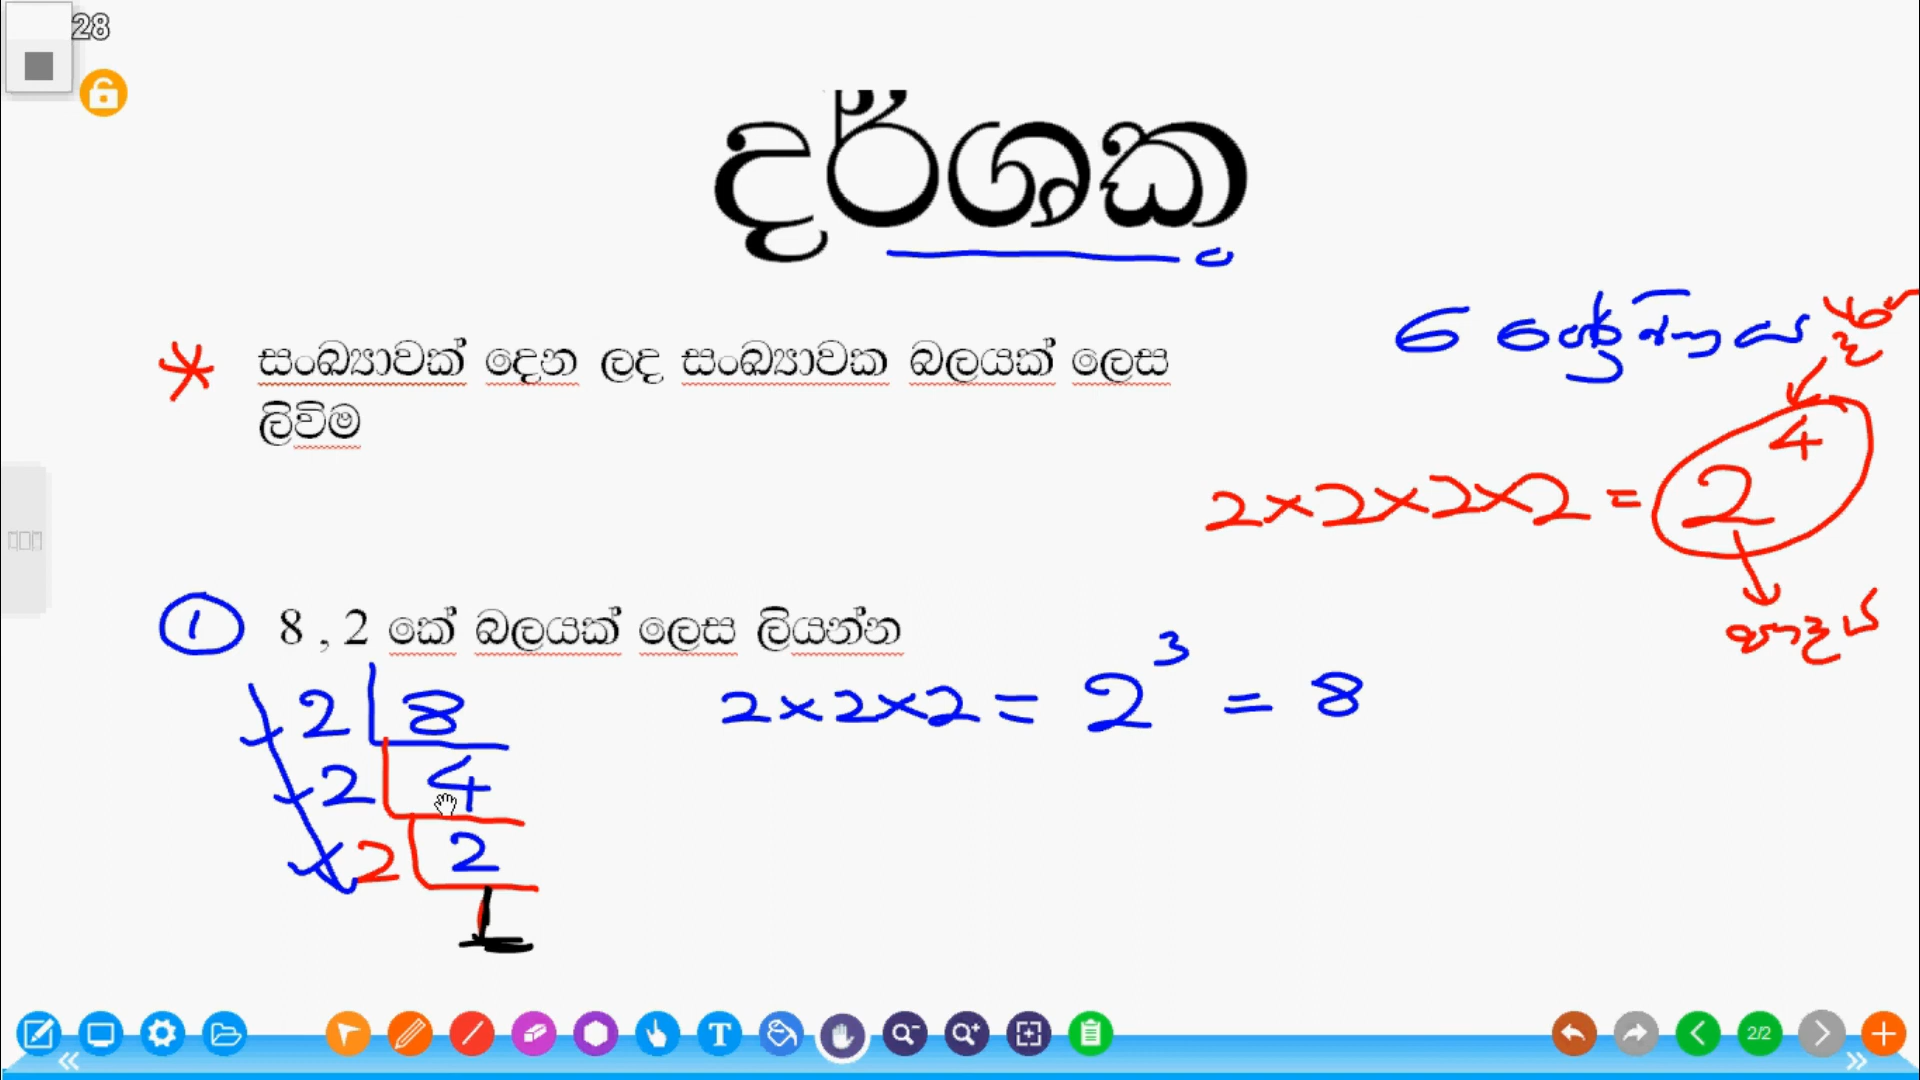 28
දර්ශක
6 ශ්‍රේණිය
* සංඛ්‍යාවක් දෙන ලද සංඛ්‍යාවක බලයක් ලෙස
ලිවිම
2×2×2×2 = 2⁴
පාදය
① 8 , 2 කේ බලයක් ලෙස ලියන්න
2×2×2 = 2³ = 8
2 8
2 4
2 2
1
T
2/2